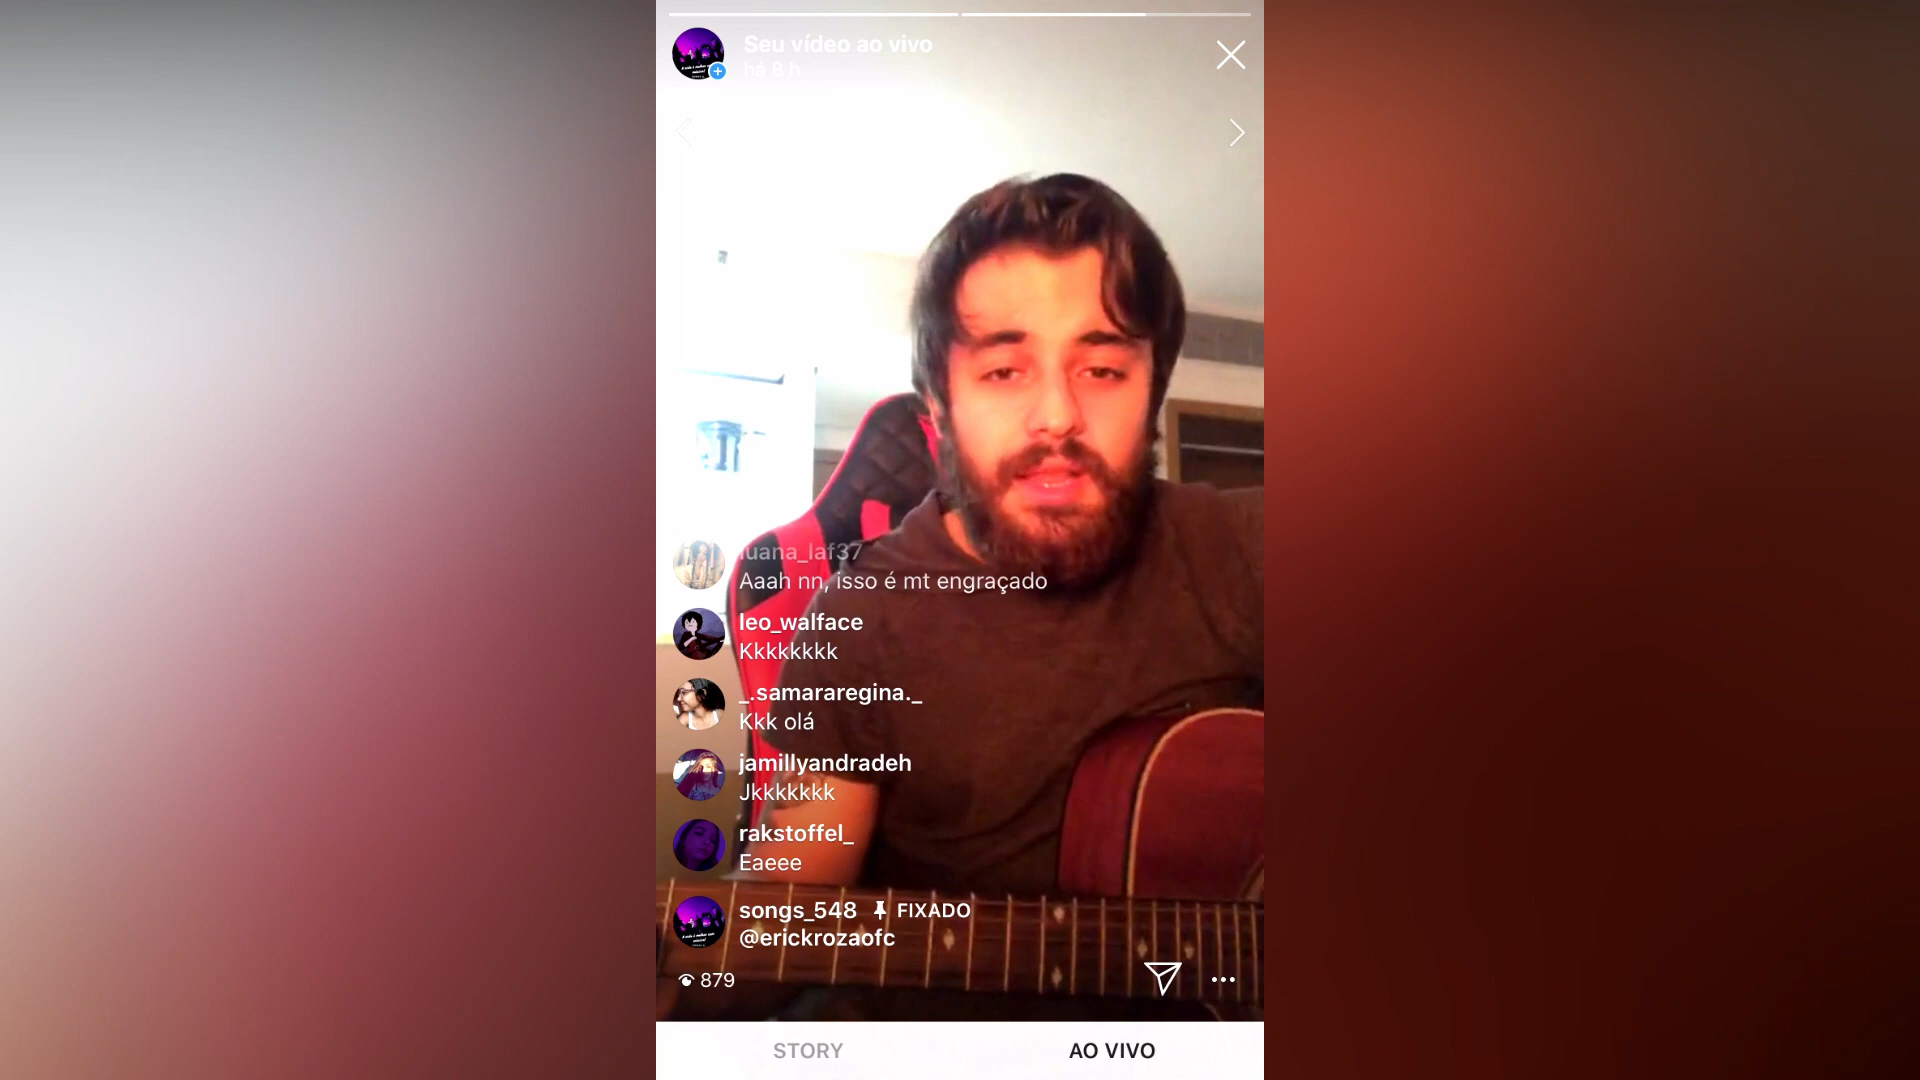 Seu vídeo ao vivo
há 8 h
luana_laf37
Aaah nn, isso é mt engraçado
leo_walface
Kkkkkkkk
_.samararegina._
Kkk olá
jamillyandradeh
Jkkkkkkk
rakstoffel_
Eaeee
songs_548 FIXADO
@erickrozaofc
879
STORY
AO VIVO